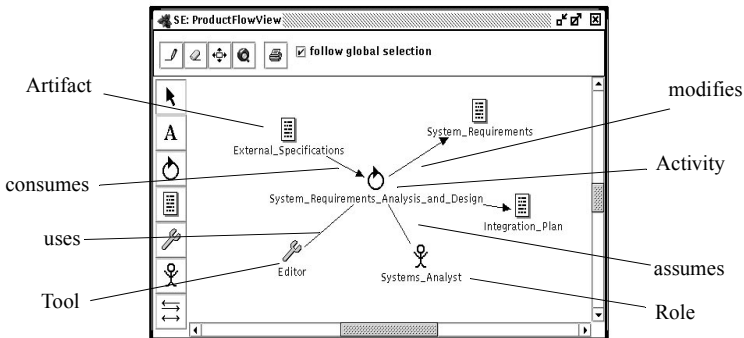 SE: ProductFlowView
follow global selection
Artifact
modifies
System_Requirements
External_Specifications
Activity
consumes
System_Requirements_Analysis_and_Design
Integration_Plan
uses
Editor
Systems_Analyst
assumes
Tool
Role
A